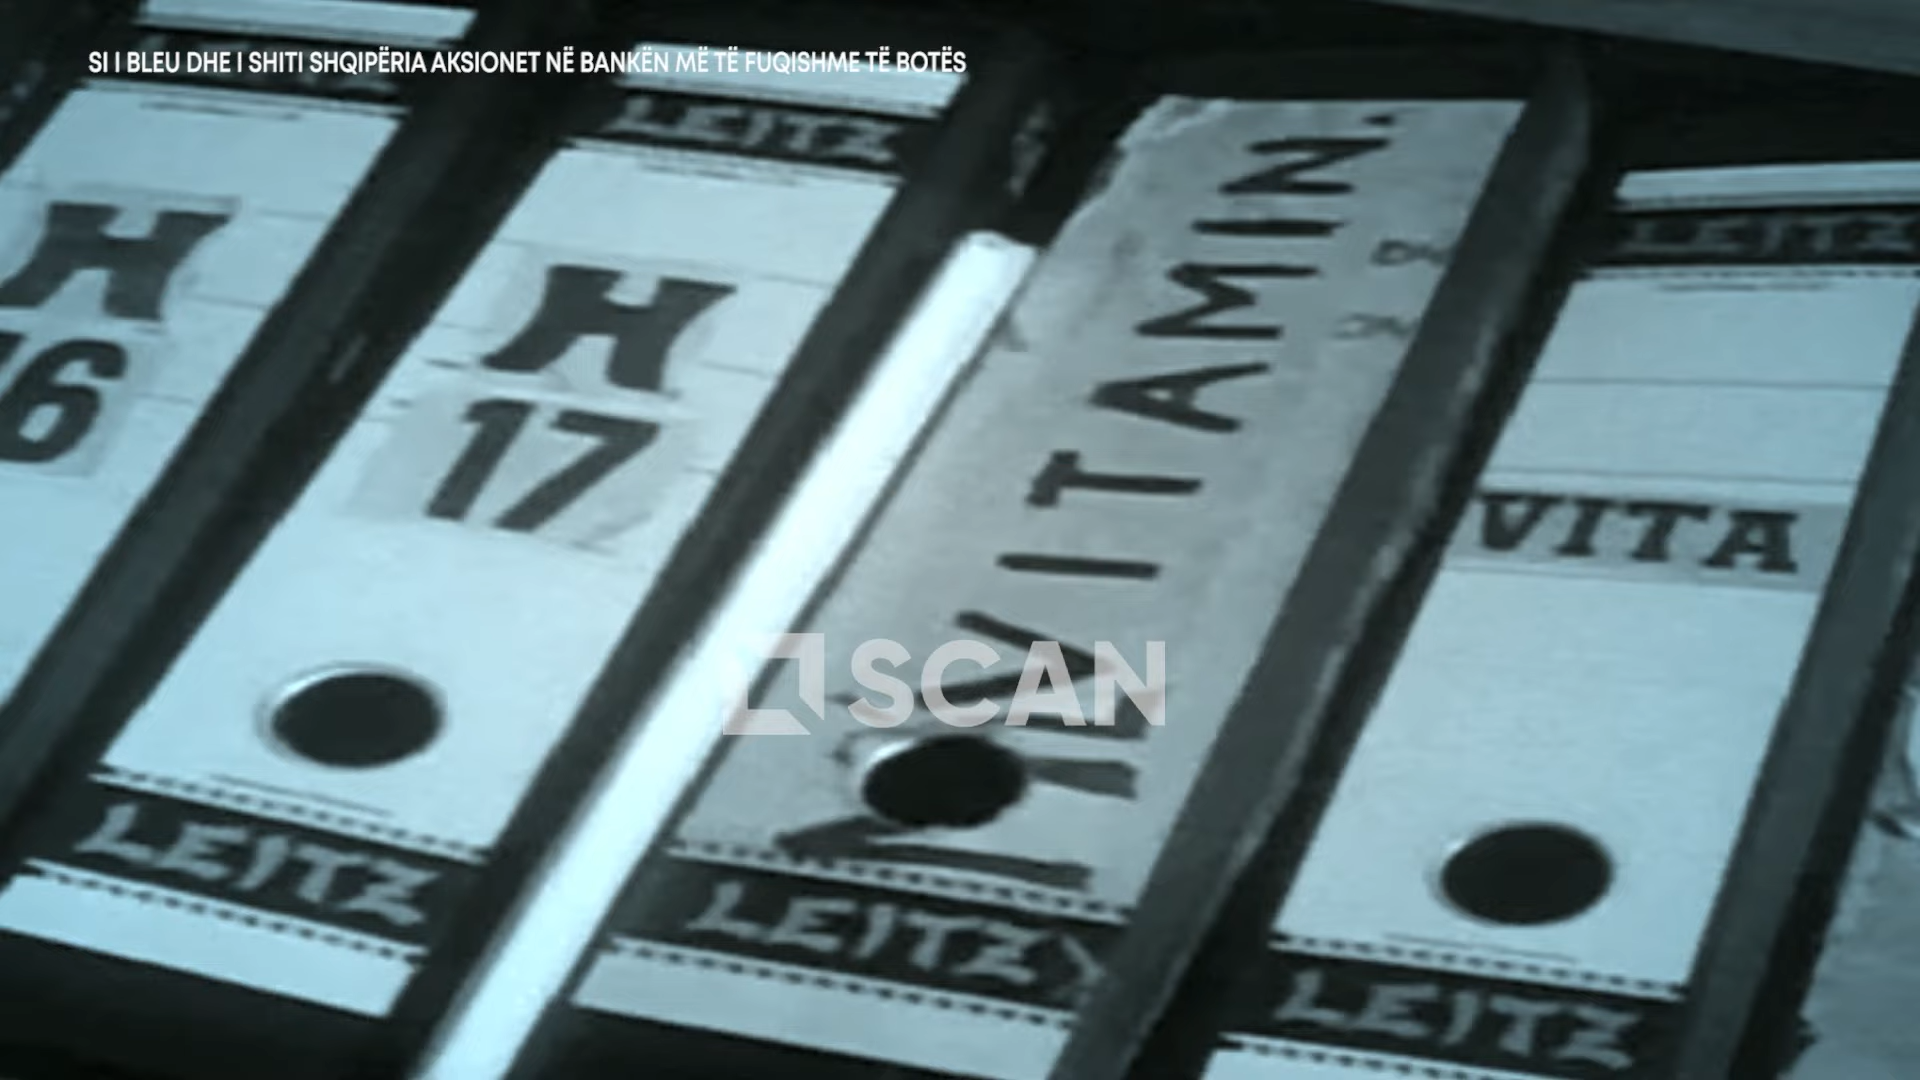 SI I BLEU DHE I SHITI SHQIPËRIA AKSIONET NË BANKËN MË TË FUQISHME TË BOTËS
LEITZ
LEITZ
H
16
H
17
VITAMIN.
VITA
SCAN
LEITZ
LEITZ
LEITZ